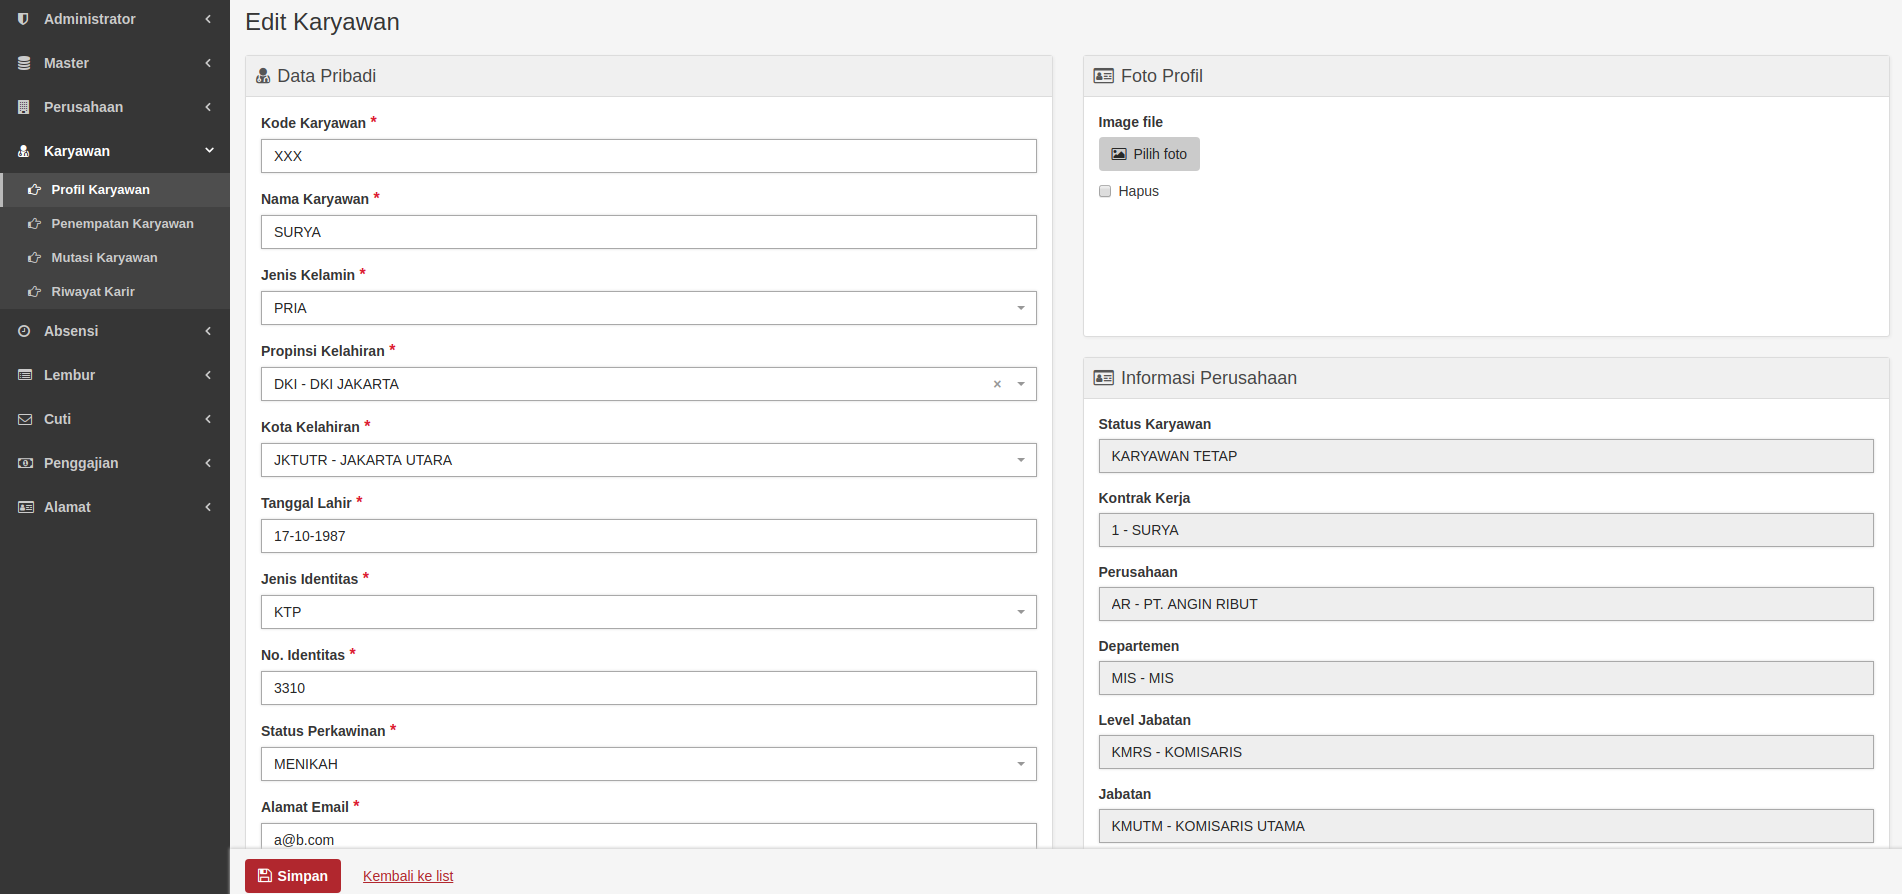 Administrator
Master
Perusahaan
Karyawan
Profil Karyawan
Penempatan Karyawan
Mutasi Karyawan
Riwayat Karir
Absensi
Lembur
Cuti
Penggajian
Alamat
Edit Karyawan
Data Pribadi
Kode Karyawan *
XXX
Nama Karyawan *
SURYA
Jenis Kelamin *
PRIA
Propinsi Kelahiran *
DKI - DKI JAKARTA ×
Kota Kelahiran *
JKTUTR - JAKARTA UTARA
Tanggal Lahir *
17-10-1987
Jenis Identitas *
KTP
No. Identitas *
3310
Status Perkawinan *
MENIKAH
Alamat Email *
a@b.com
Foto Profil
Image file
Pilih foto
Hapus
Informasi Perusahaan
Status Karyawan
KARYAWAN TETAP
Kontrak Kerja
1 - SURYA
Perusahaan
AR - PT. ANGIN RIBUT
Departemen
MIS - MIS
Level Jabatan
KMRS - KOMISARIS
Jabatan
KMUTM - KOMISARIS UTAMA
Simpan
Kembali ke list